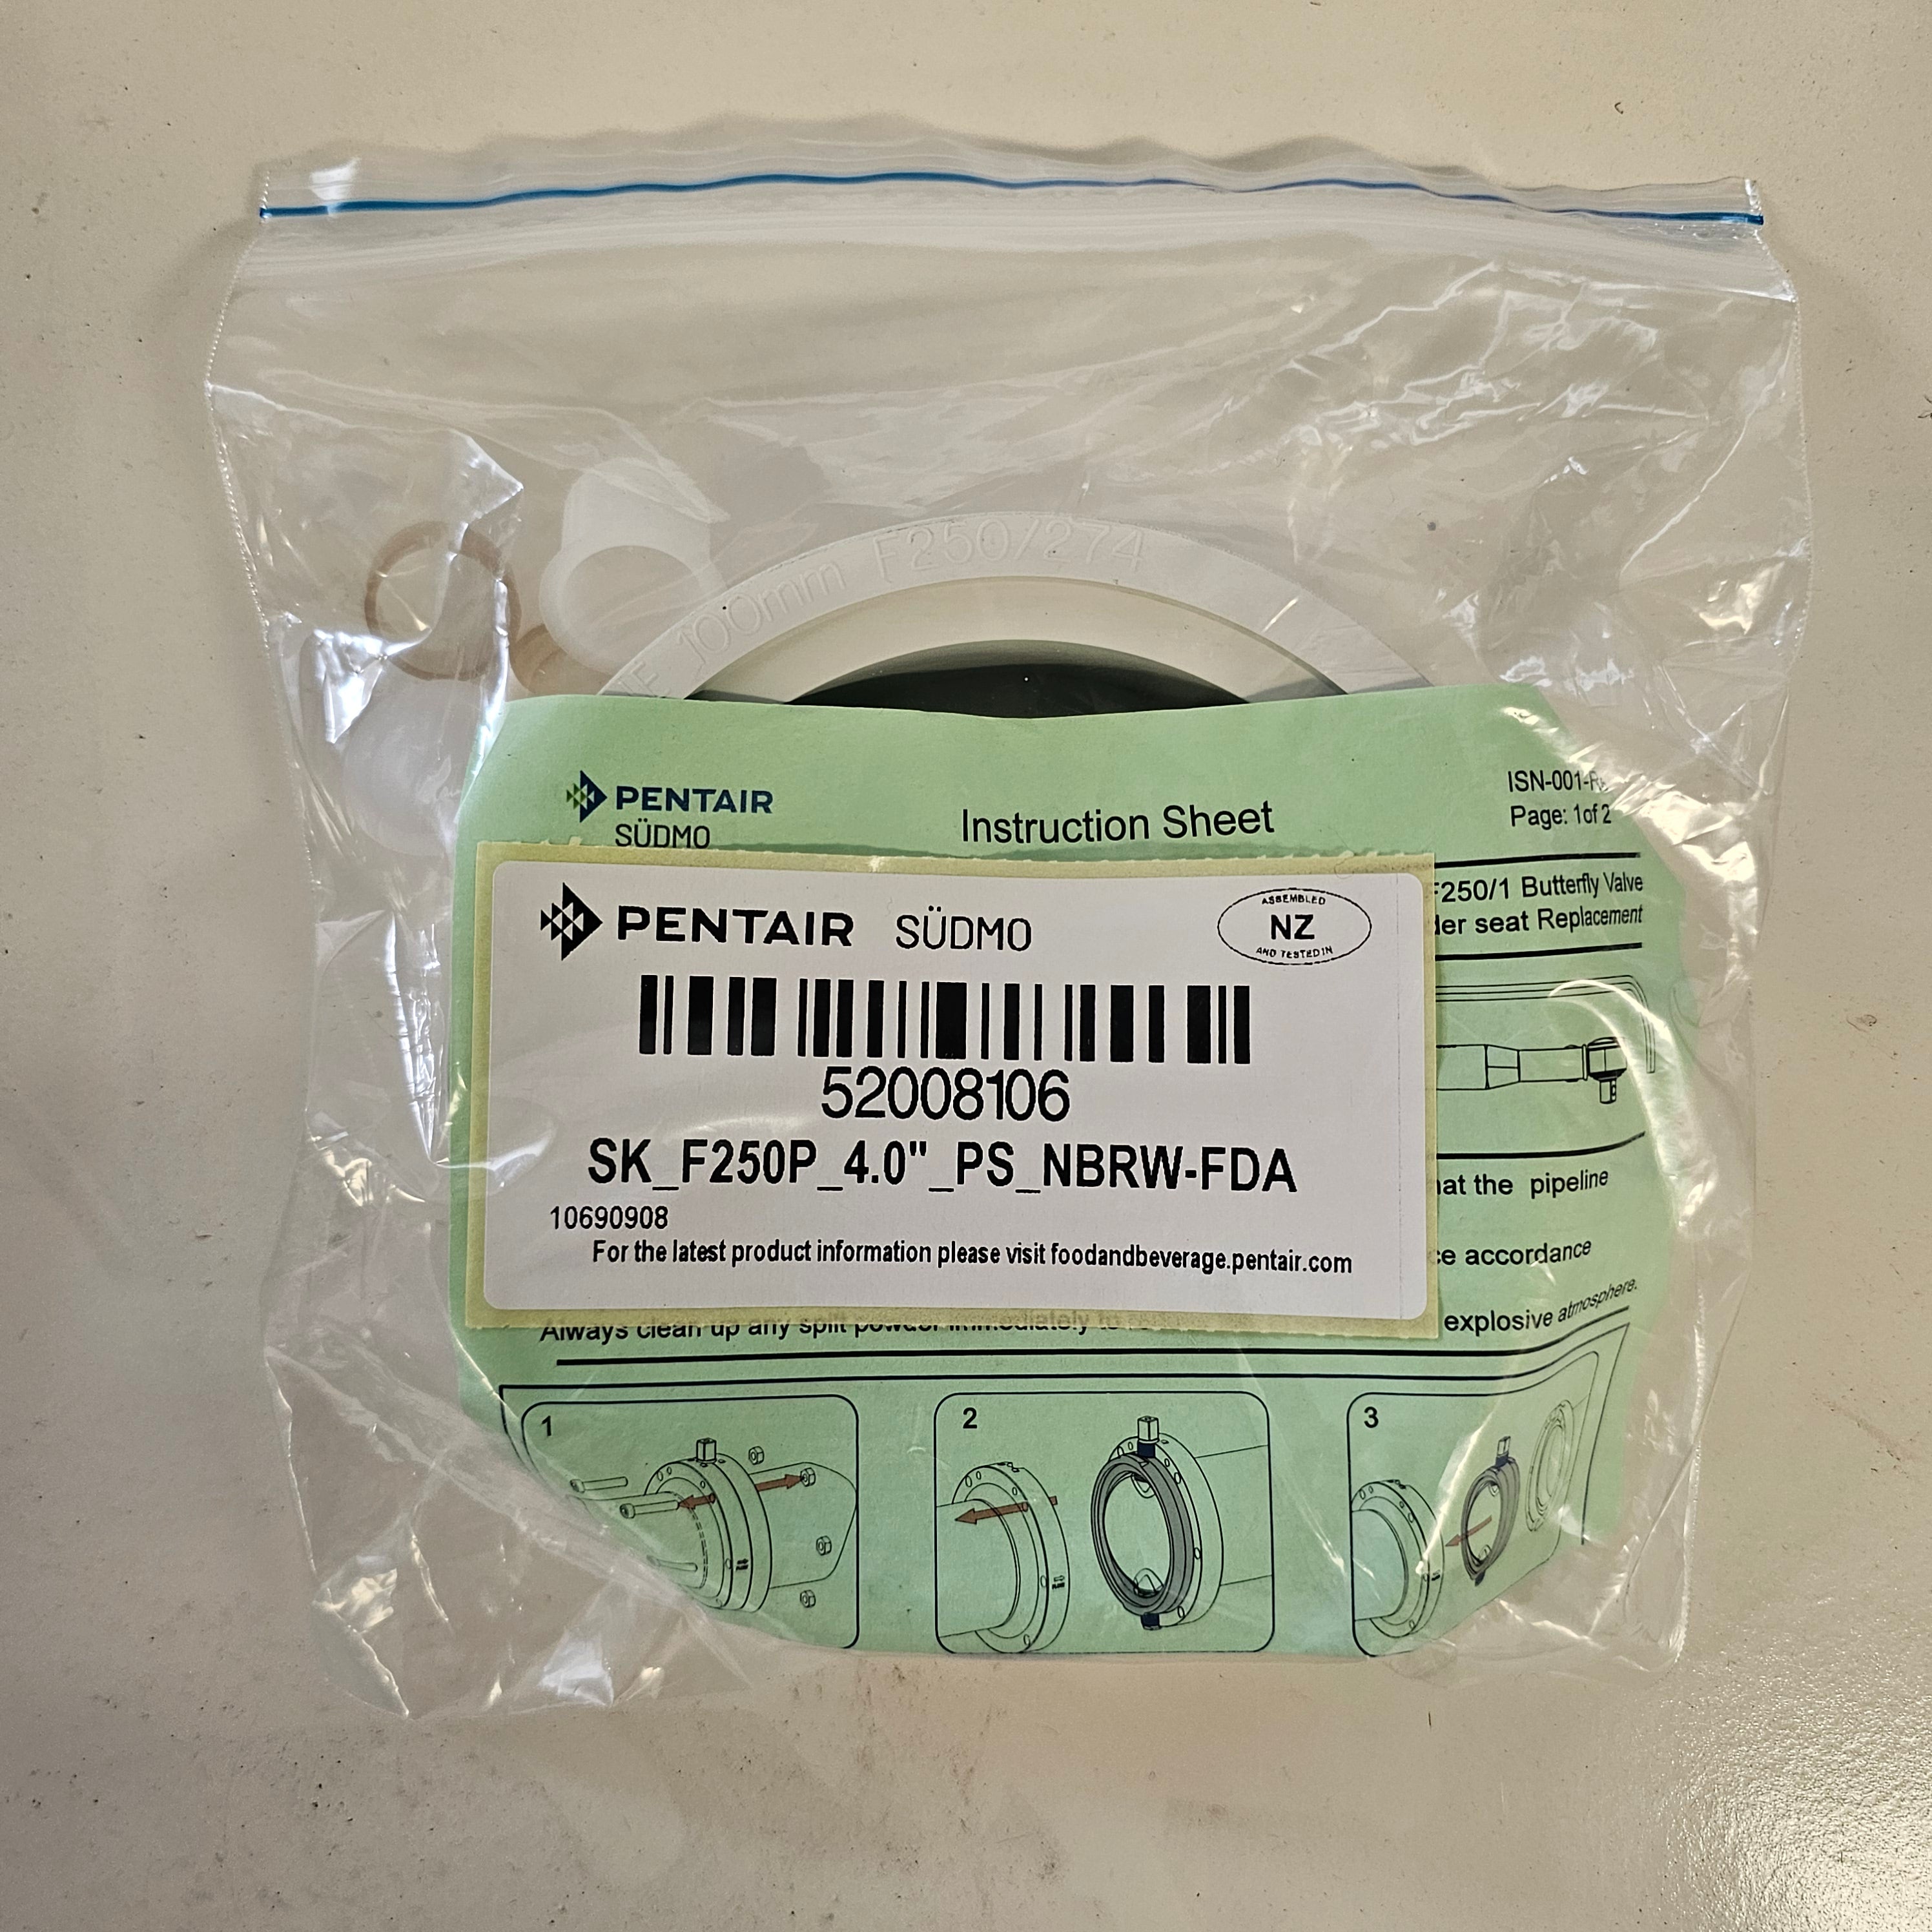 100mm F250/274
PENTAIR
SÜDMO
Instruction Sheet
ISN-001-
Page: 1of 2
F250/1 Butterfly Valve
seat Replacement
PENTAIR SÜDMO
ASSEMBLED
NZ
AND TESTED IN
52008106
SK_F250P_4.0"_PS_NBRW-FDA
10690908
For the latest product information please visit foodandbeverage.pentair.com
the pipeline
accordance
Always clean up any spilt powder immediately to
explosive atmosphere.
1
2
3